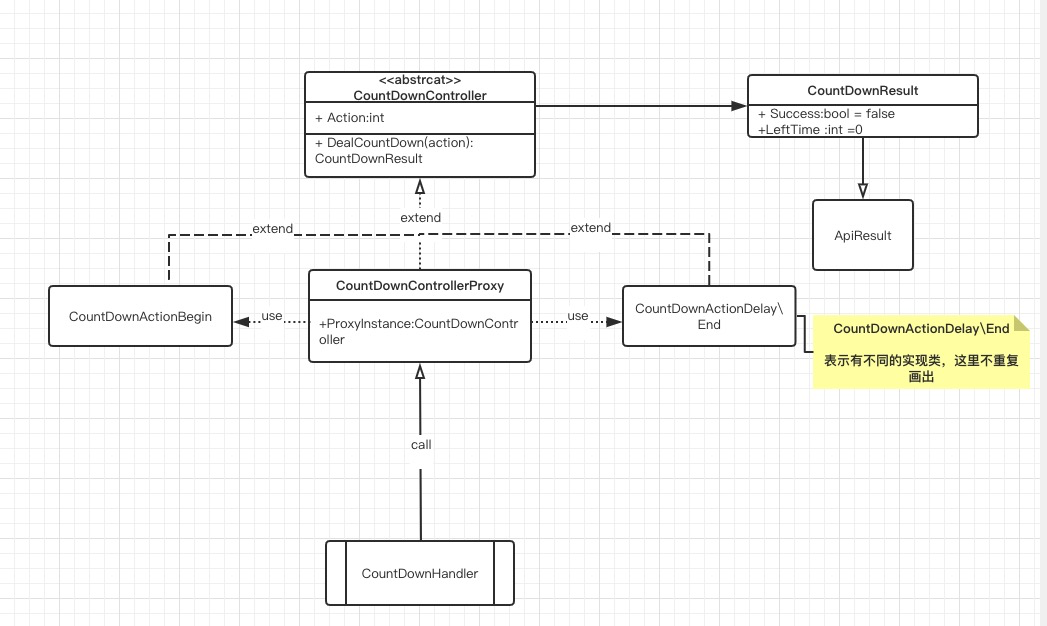 <<abstrcat>>
CountDownController
+ Action:int
+ DealCountDown(action):
CountDownResult
CountDownResult
+ Success:bool = false
+LeftTime :int =0
ApiResult
extend
extend
extend
CountDownActionBegin
use
CountDownControllerProxy
+ProxyInstance:CountDownContr
oller
use
CountDownActionDelay\
End
CountDownActionDelay\End
表示有不同的实现类，这里不重复
画出
call
CountDownHandler